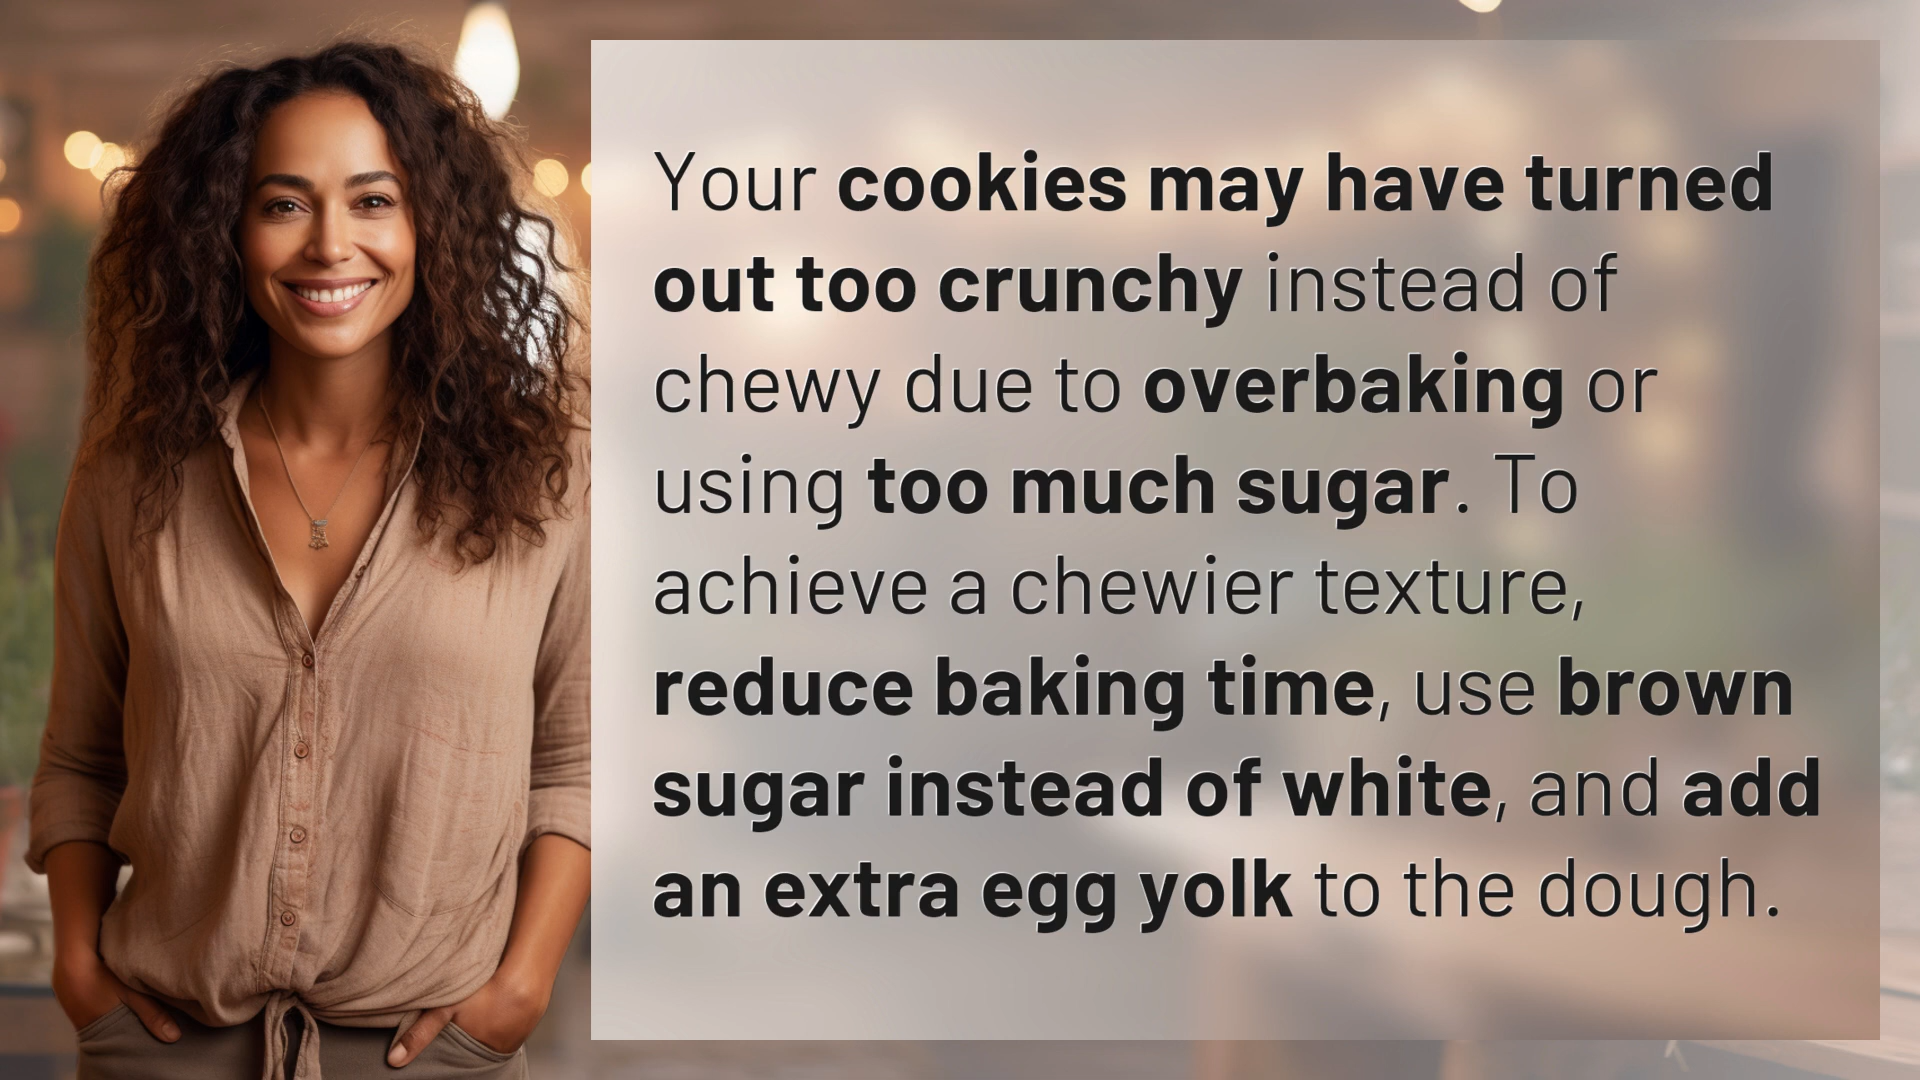 Your cookies may have turned
out too crunchy instead of
chewy due to overbaking or
using too much sugar. To
achieve a chewier texture,
reduce baking time, use brown
sugar instead of white, and add
an extra egg yolk to the dough.